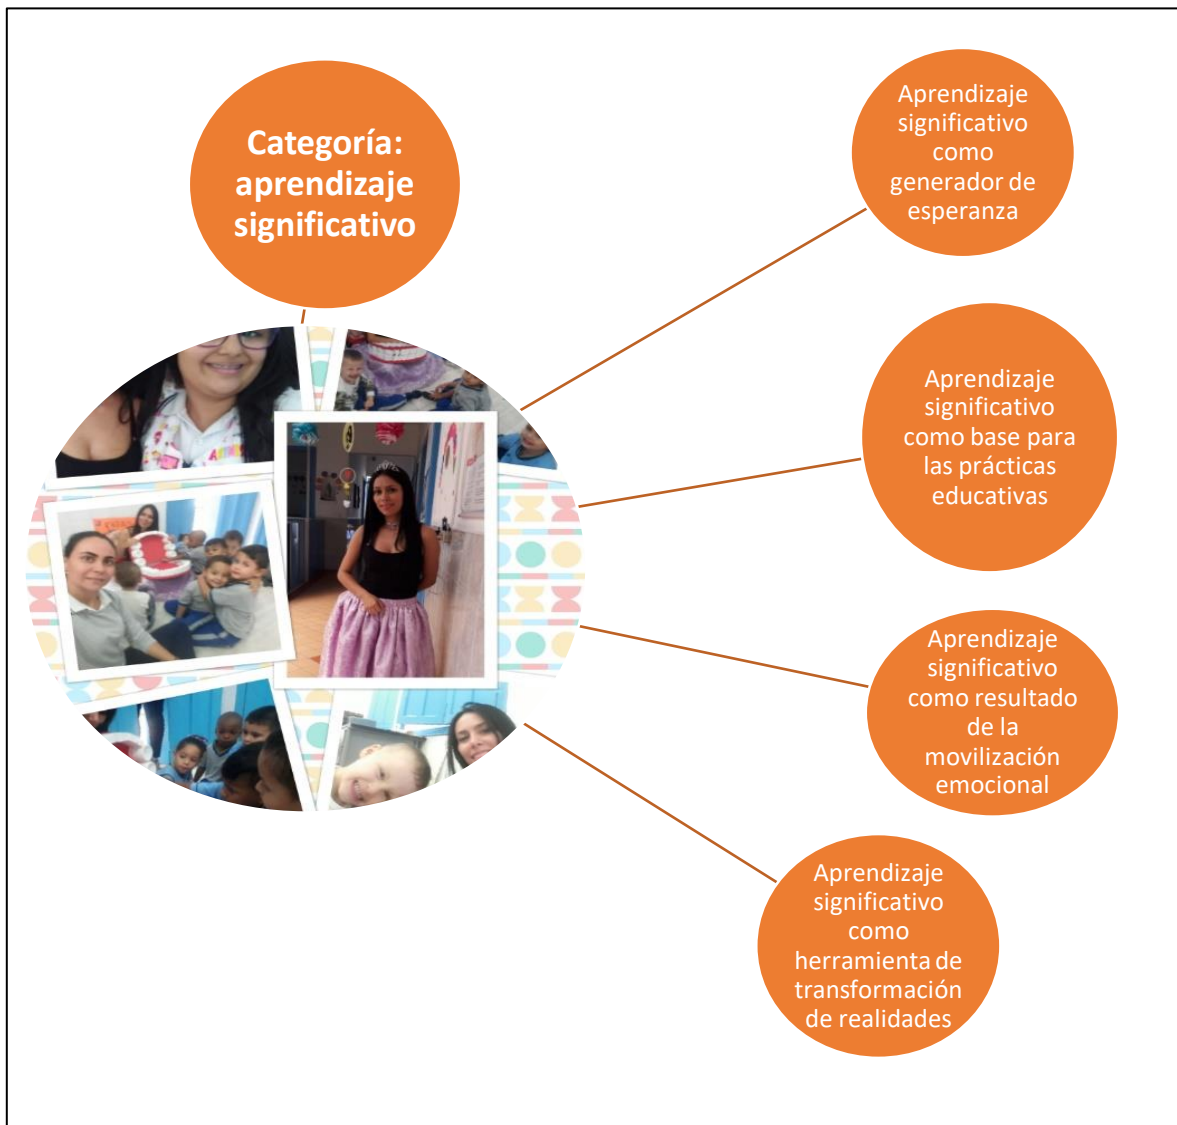 Categoría:
aprendizaje
significativo
Aprendizaje
significativo
como
generador de
esperanza
Aprendizaje
significativo
como base para
las prácticas
educativas
Aprendizaje
significativo
como resultado
de la
movilización
emocional
Aprendizaje
significativo
como
herramienta de
transformación
de realidades